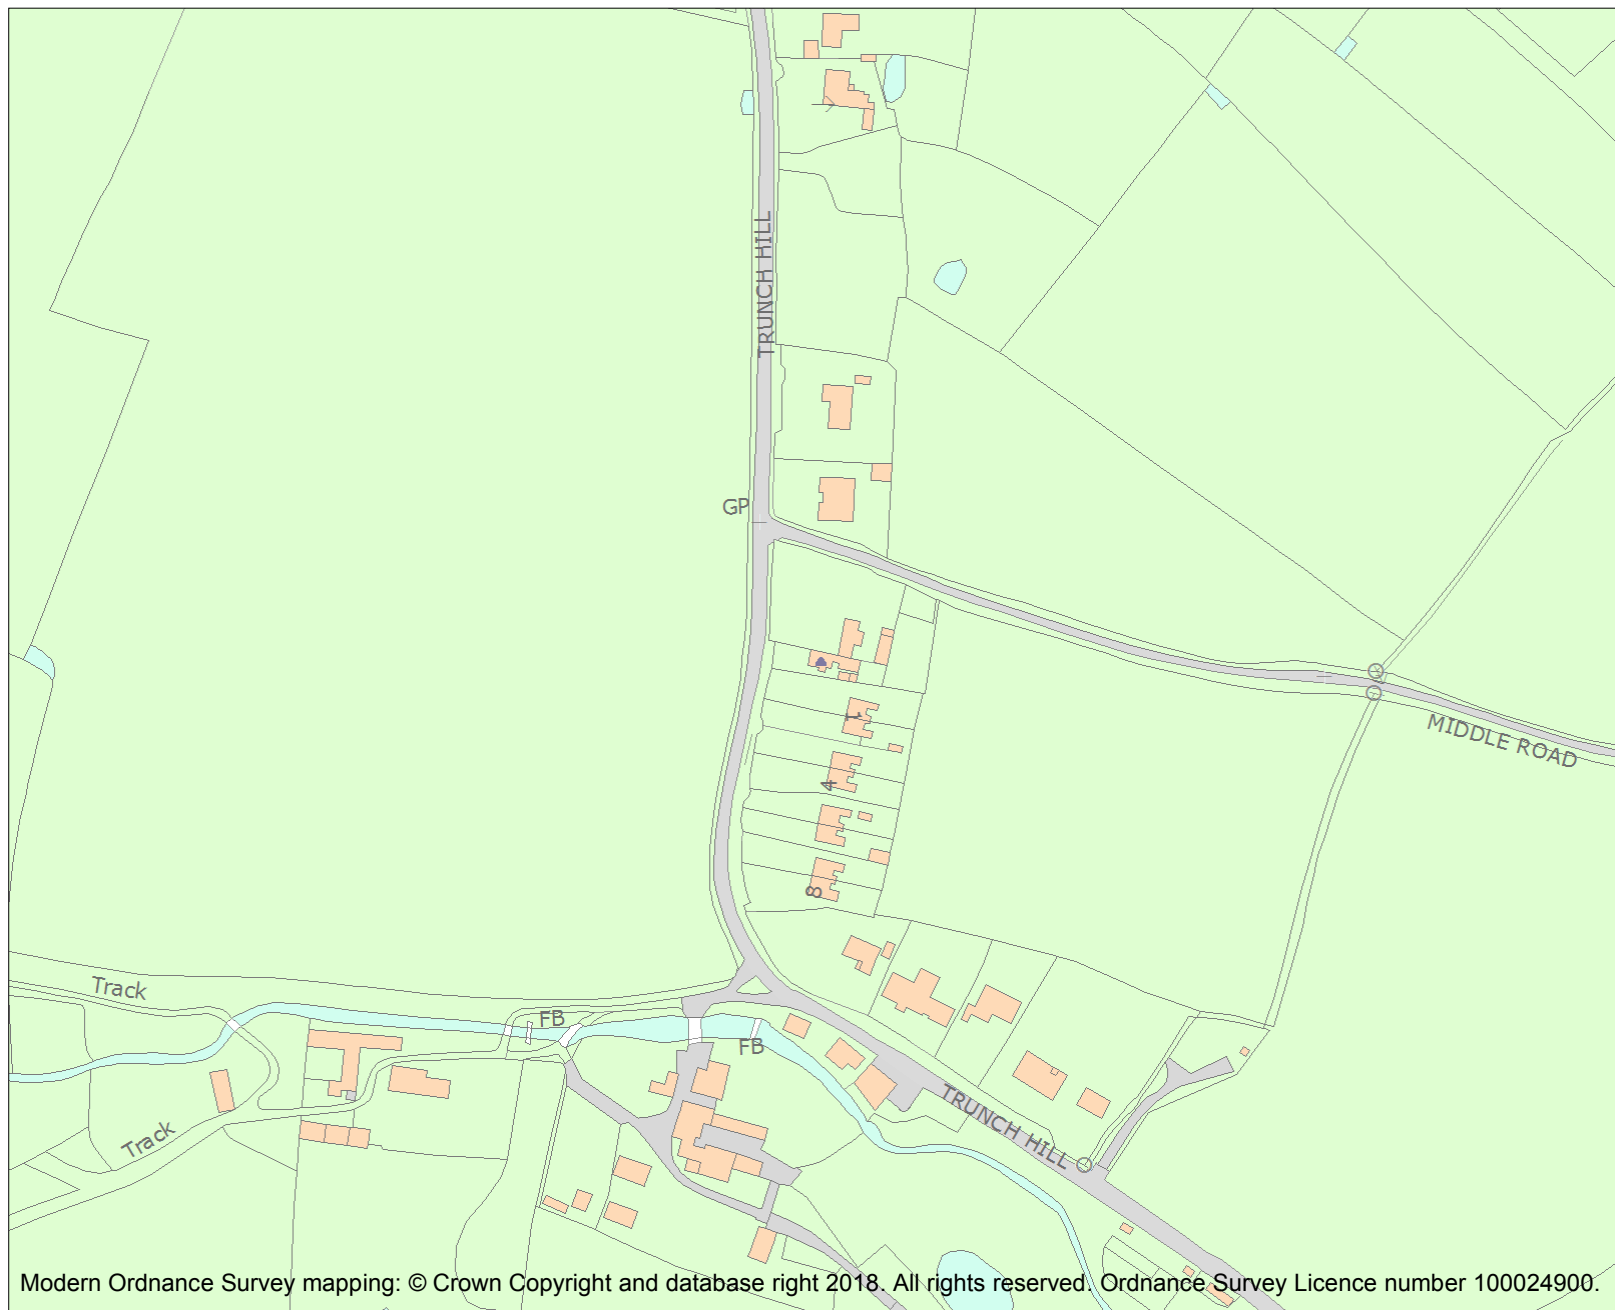 TRUNCH HILL
GP
1
MIDDLE ROAD
4
8
Track
FB
FB
TRUNCH HILL
Track
Modern Ordnance Survey mapping: © Crown Copyright and database right 2018. All rights reserved. Ordnance Survey Licence number 100024900.